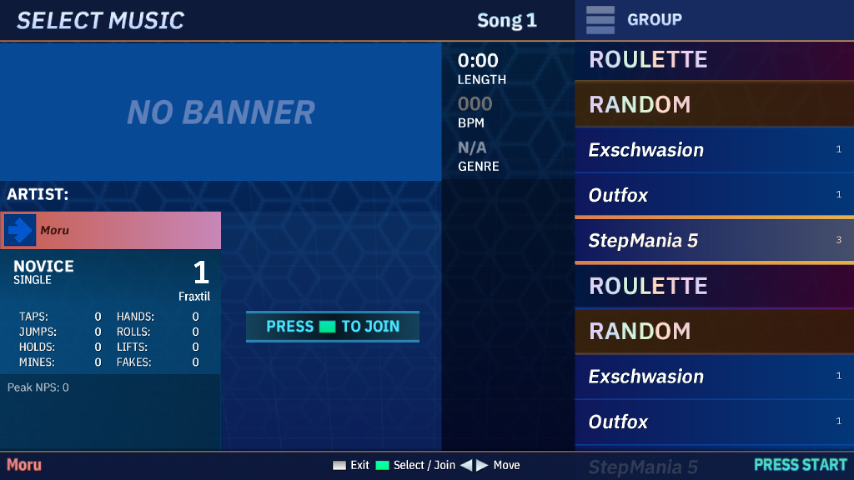 SELECT MUSIC
Song 1
GROUP
NO BANNER
0:00
LENGTH
000
BPM
N/A
GENRE
ARTIST:
Moru
NOVICE
SINGLE
1
Fraxtil
TAPS: 0 HANDS: 0
JUMPS: 0 ROLLS: 0
HOLDS: 0 LIFTS: 0
MINES: 0 FAKES: 0
Peak NPS: 0
PRESS TO JOIN
ROULETTE
RANDOM
Exschwasion 1
Outfox 1
StepMania 5 3
ROULETTE
RANDOM
Exschwasion 1
Outfox 1
StepMania 5
Moru
Exit Select / Join Move
PRESS START